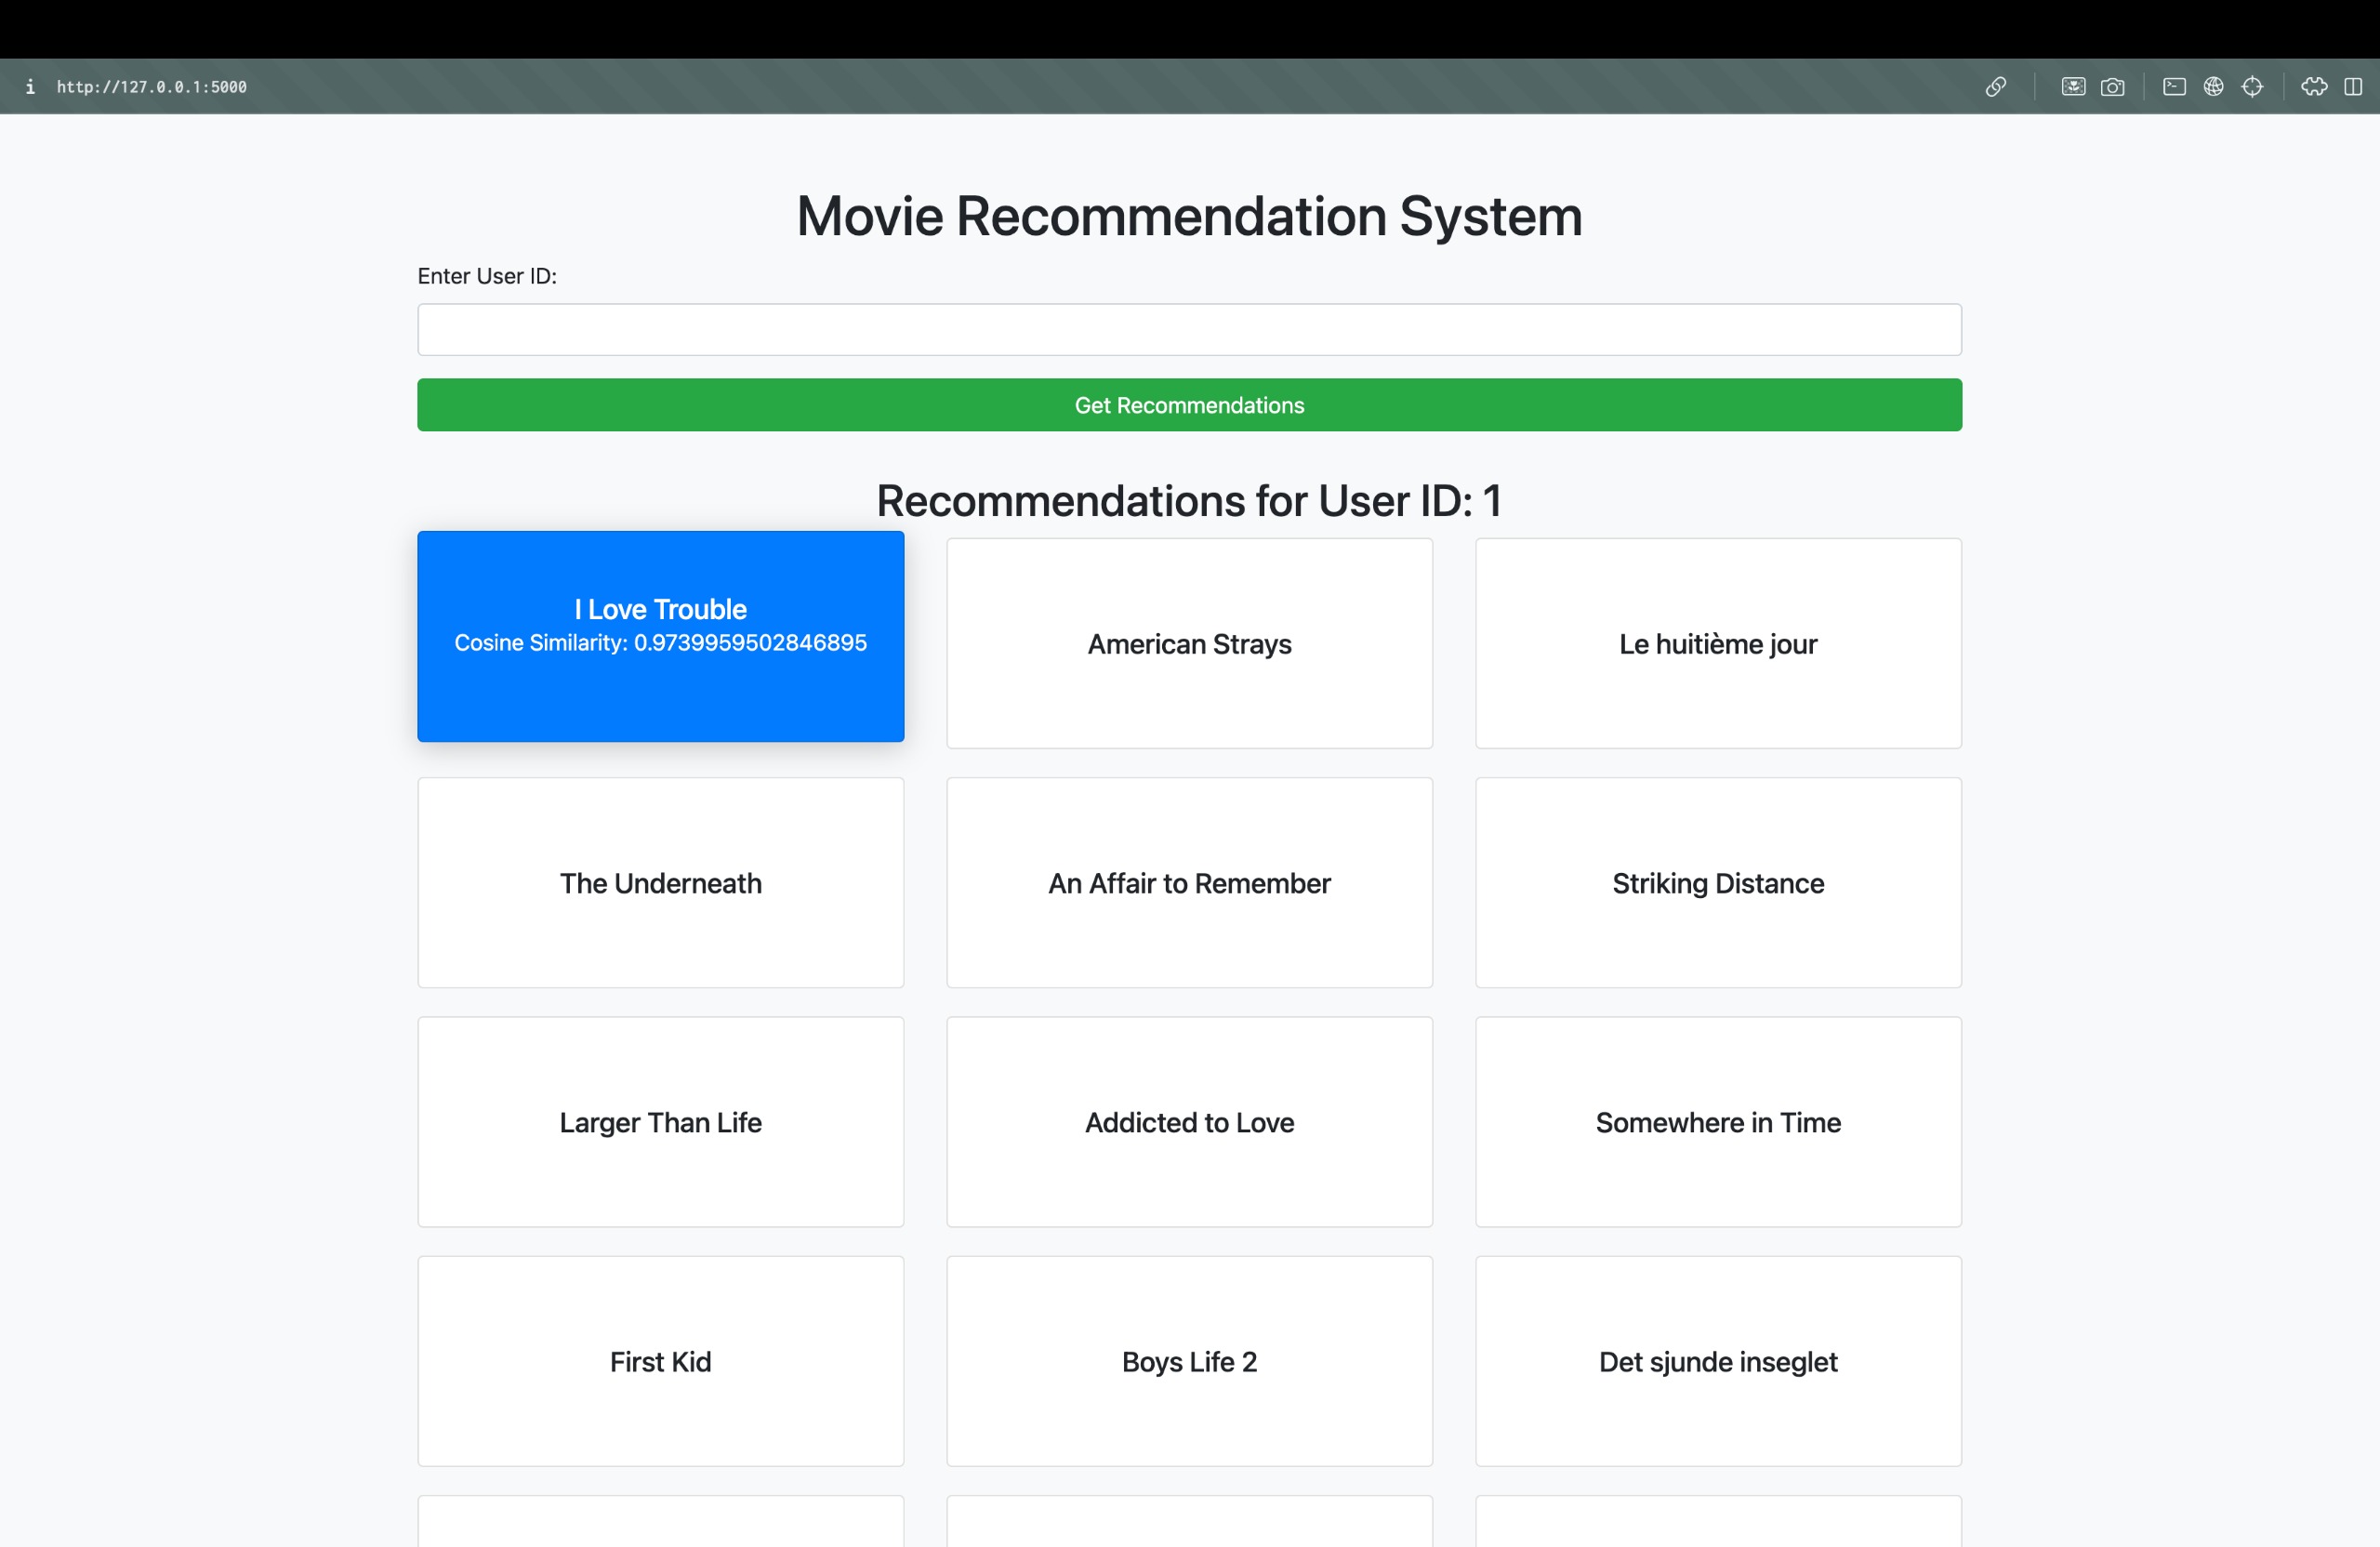 http://127.0.0.1:5000
Movie Recommendation System
Enter User ID:
Get Recommendations
Recommendations for User ID: 1
I Love Trouble
Cosine Similarity: 0.9739959502846895
American Strays
Le huitième jour
The Underneath
An Affair to Remember
Striking Distance
Larger Than Life
Addicted to Love
Somewhere in Time
First Kid
Boys Life 2
Det sjunde inseglet